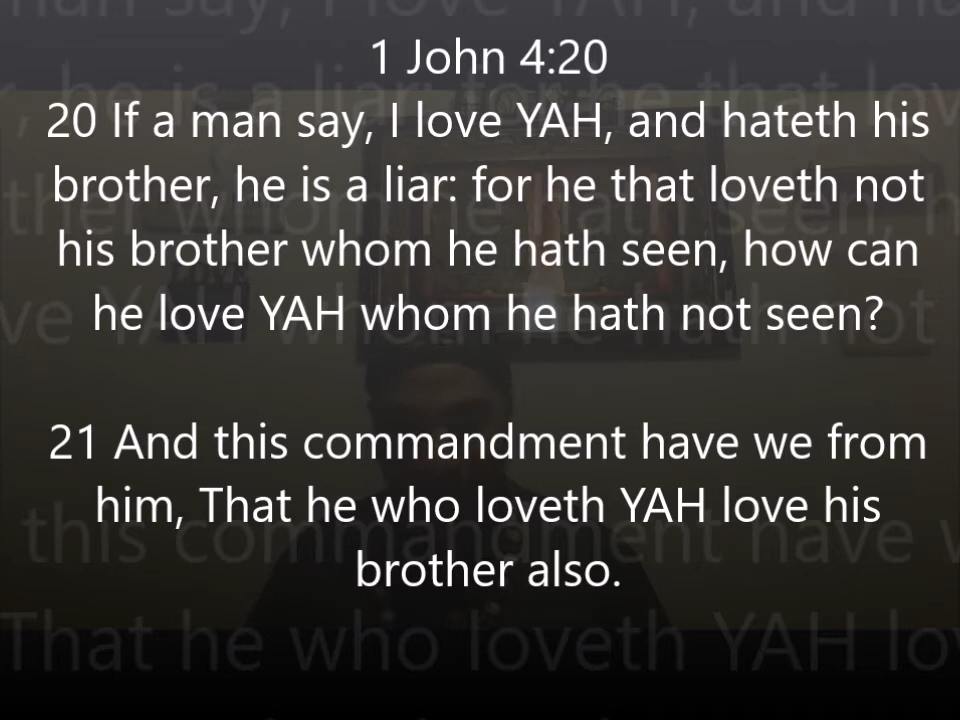 1 John 4:20
20 If a man say, I love YAH, and hateth his
brother, he is a liar: for he that loveth not
his brother whom he hath seen, how can
he love YAH whom he hath not seen?
21 And this commandment have we from
him, That he who loveth YAH love his
brother also.